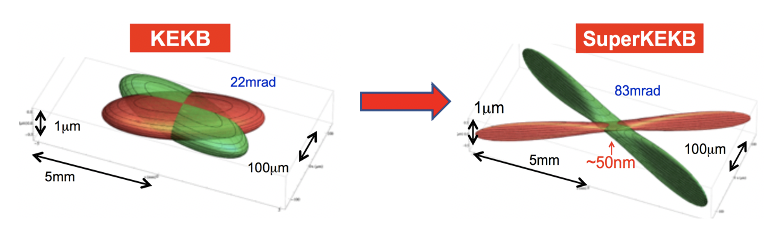 KEKB
22mrad
1μm
100μm
5mm
SuperKEKB
83mrad
1μm
100μm
5mm
~50nm